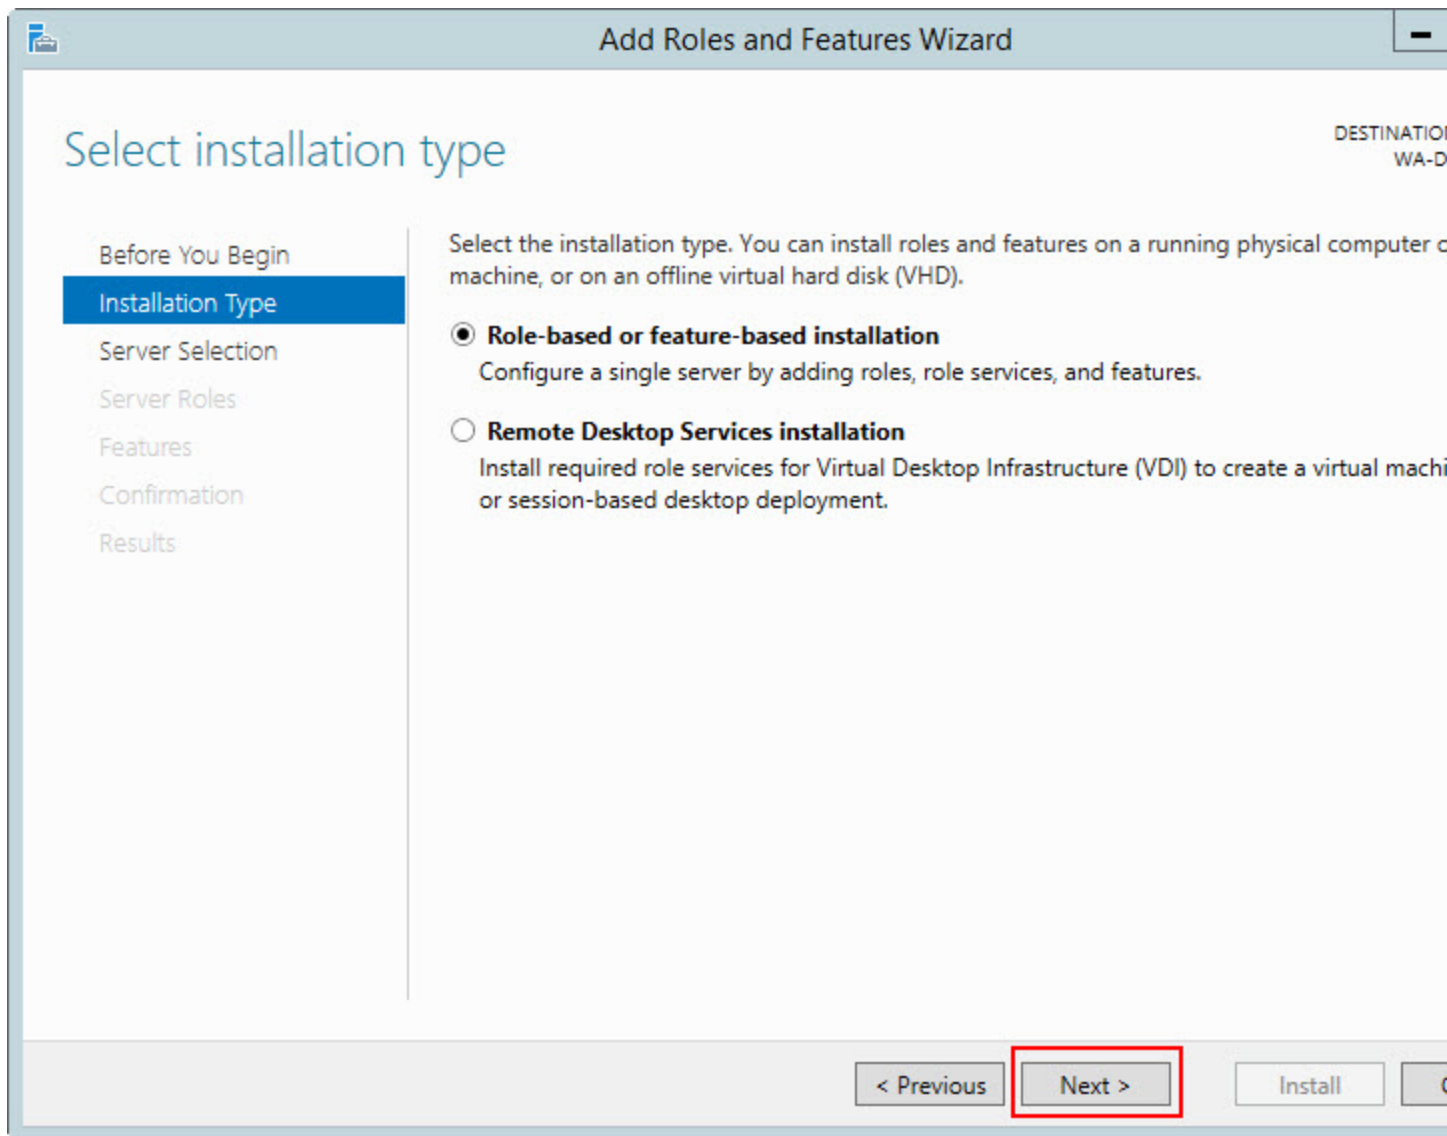 Add Roles and Features Wizard
Select installation type
WA-D
Before You Begin
Installation Type
Server Selection
Server Roles
Features
Confirmation
Results
Select the installation type. You can install roles and features on a running physical computer
machine, or on an offline virtual hard disk (VHD).
Role-based or feature-based installation
Configure a single server by adding roles, role services, and features.
Remote Desktop Services installation
Install required role services for Virtual Desktop Infrastructure (VDI) to create a virtual
or session-based desktop deployment.
< Previous
Next >
Install